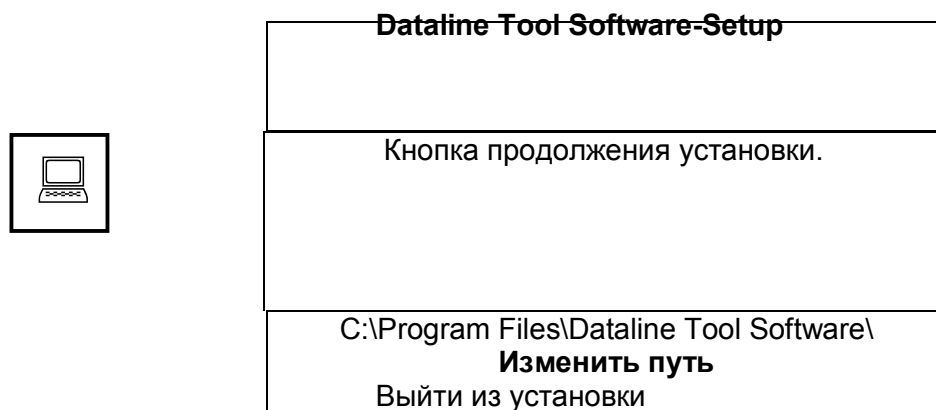 Dataline Tool Software-Setup
Кнопка продолжения установки.
C:\Program Files\Dataline Tool Software\
Изменить путь
Выйти из установки